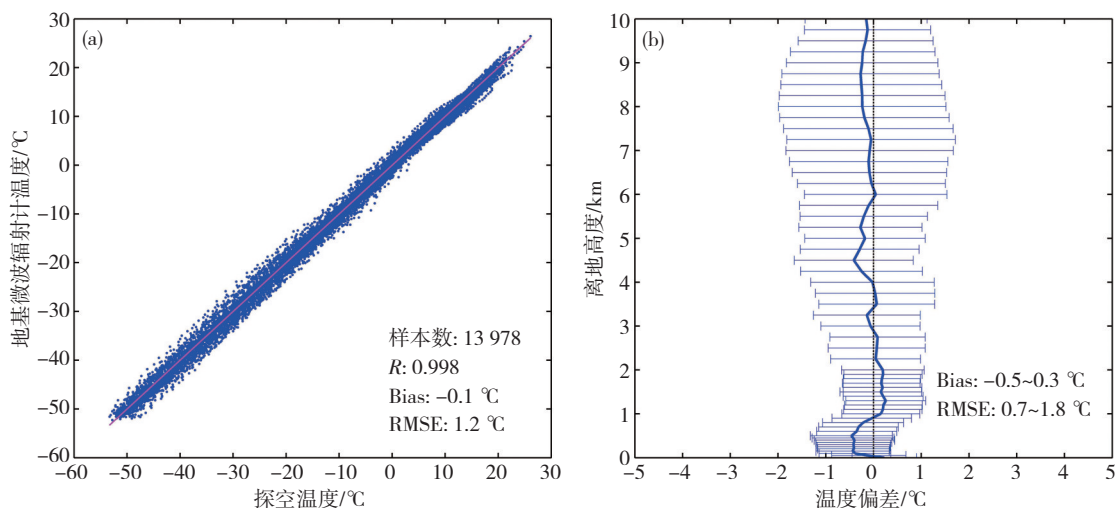 (a)
地基微波辐射计温度/℃
30
20
10
0
−10
−20
−30
−40
−50
−60
样本数: 13 978
R: 0.998
Bias: −0.1 ℃
RMSE: 1.2 ℃
−60 −50 −40 −30 −20 −10 0 10 20 30
探空温度/℃
(b)
离地高度/km
10
9
8
7
6
5
4
3
2
1
0
Bias: −0.5~0.3 ℃
RMSE: 0.7~1.8 ℃
−5 −4 −3 −2 −1 0 1 2 3 4 5
温度偏差/℃